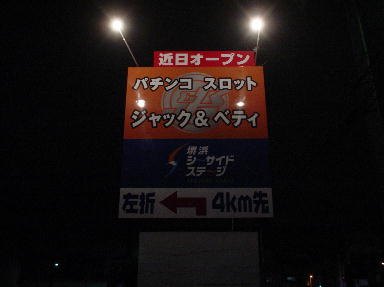 近日オープン
パチンコ スロット
ジャック& ベティ
堺浜
シーサイド
ステージ
左折 4km先